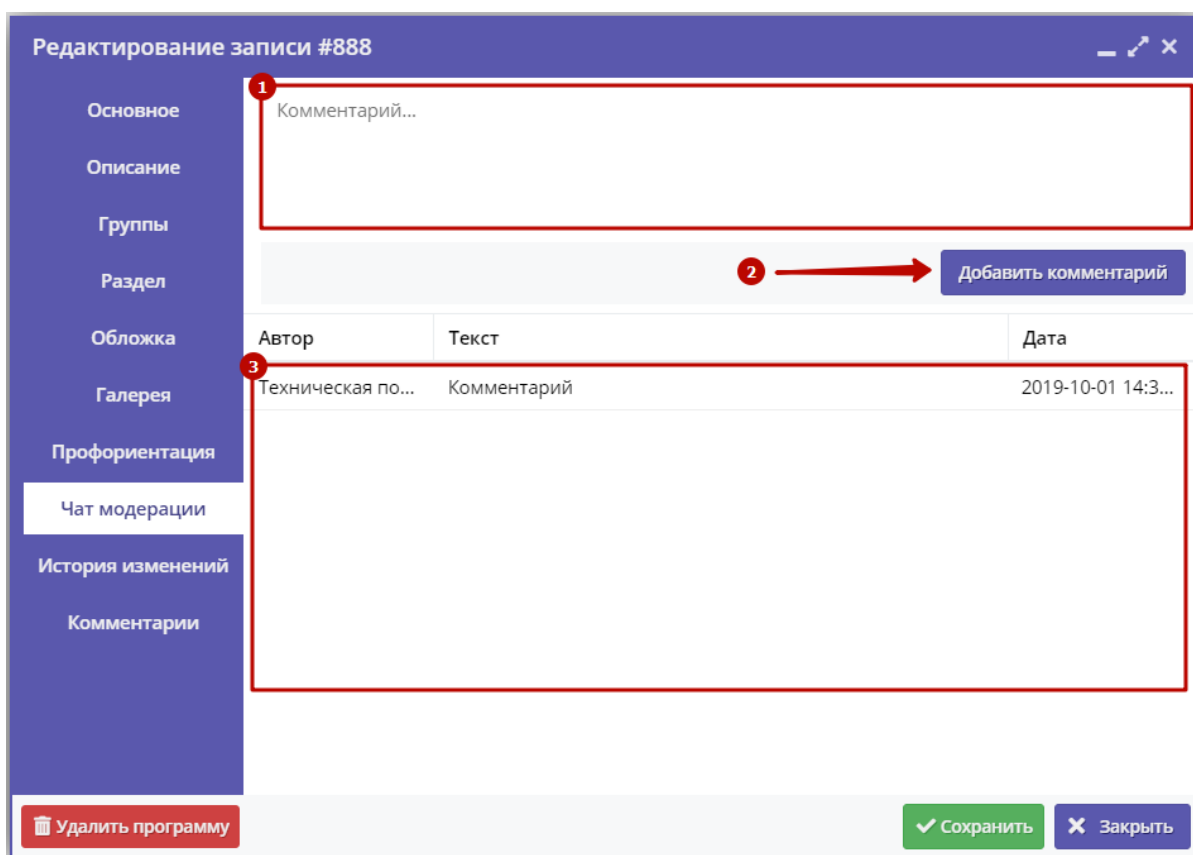 Редактирование записи #888
Основное
Описание
Группы
Раздел
Обложка
Галерея
Профориентация
Чат модерации
История изменений
Комментарии
1
Комментарий...
2
Добавить комментарий
Автор Текст Дата
3
Техническая по... Комментарий 2019-10-01 14:3...
Удалить программу Сохранить Закрыть